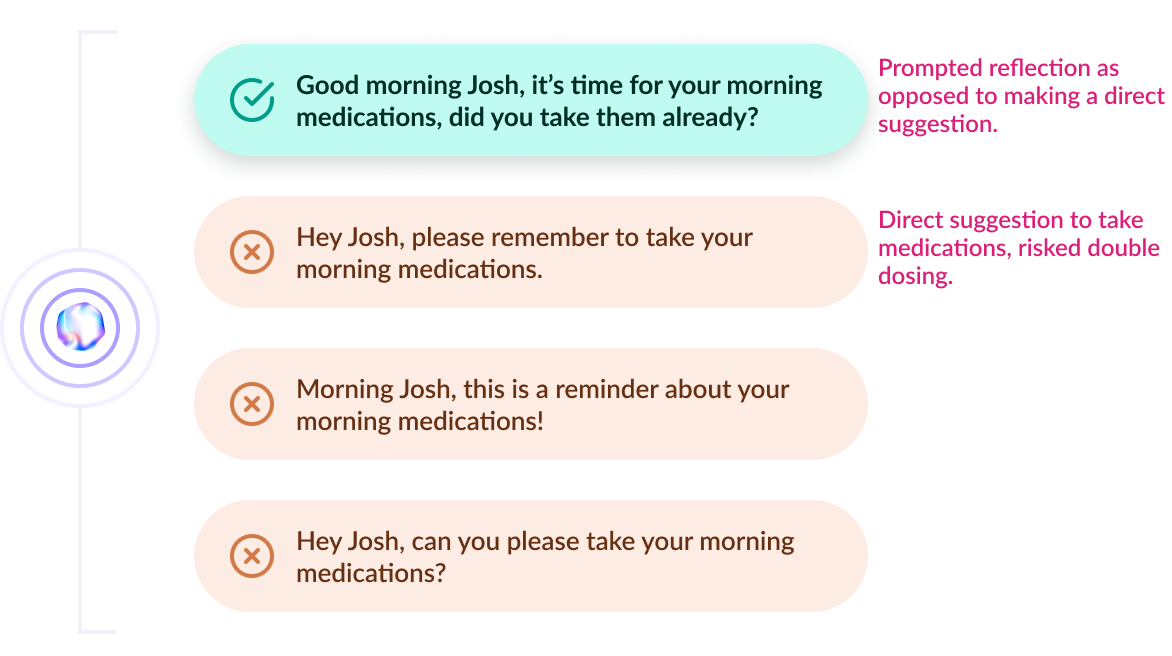 Good morning Josh, it’s time for your morning
medications, did you take them already?
Prompted reflection as
opposed to making a direct
suggestion.
Hey Josh, please remember to take your
morning medications.
Direct suggestion to take
medications, risked double
dosing.
Morning Josh, this is a reminder about your
morning medications!
Hey Josh, can you please take your morning
medications?